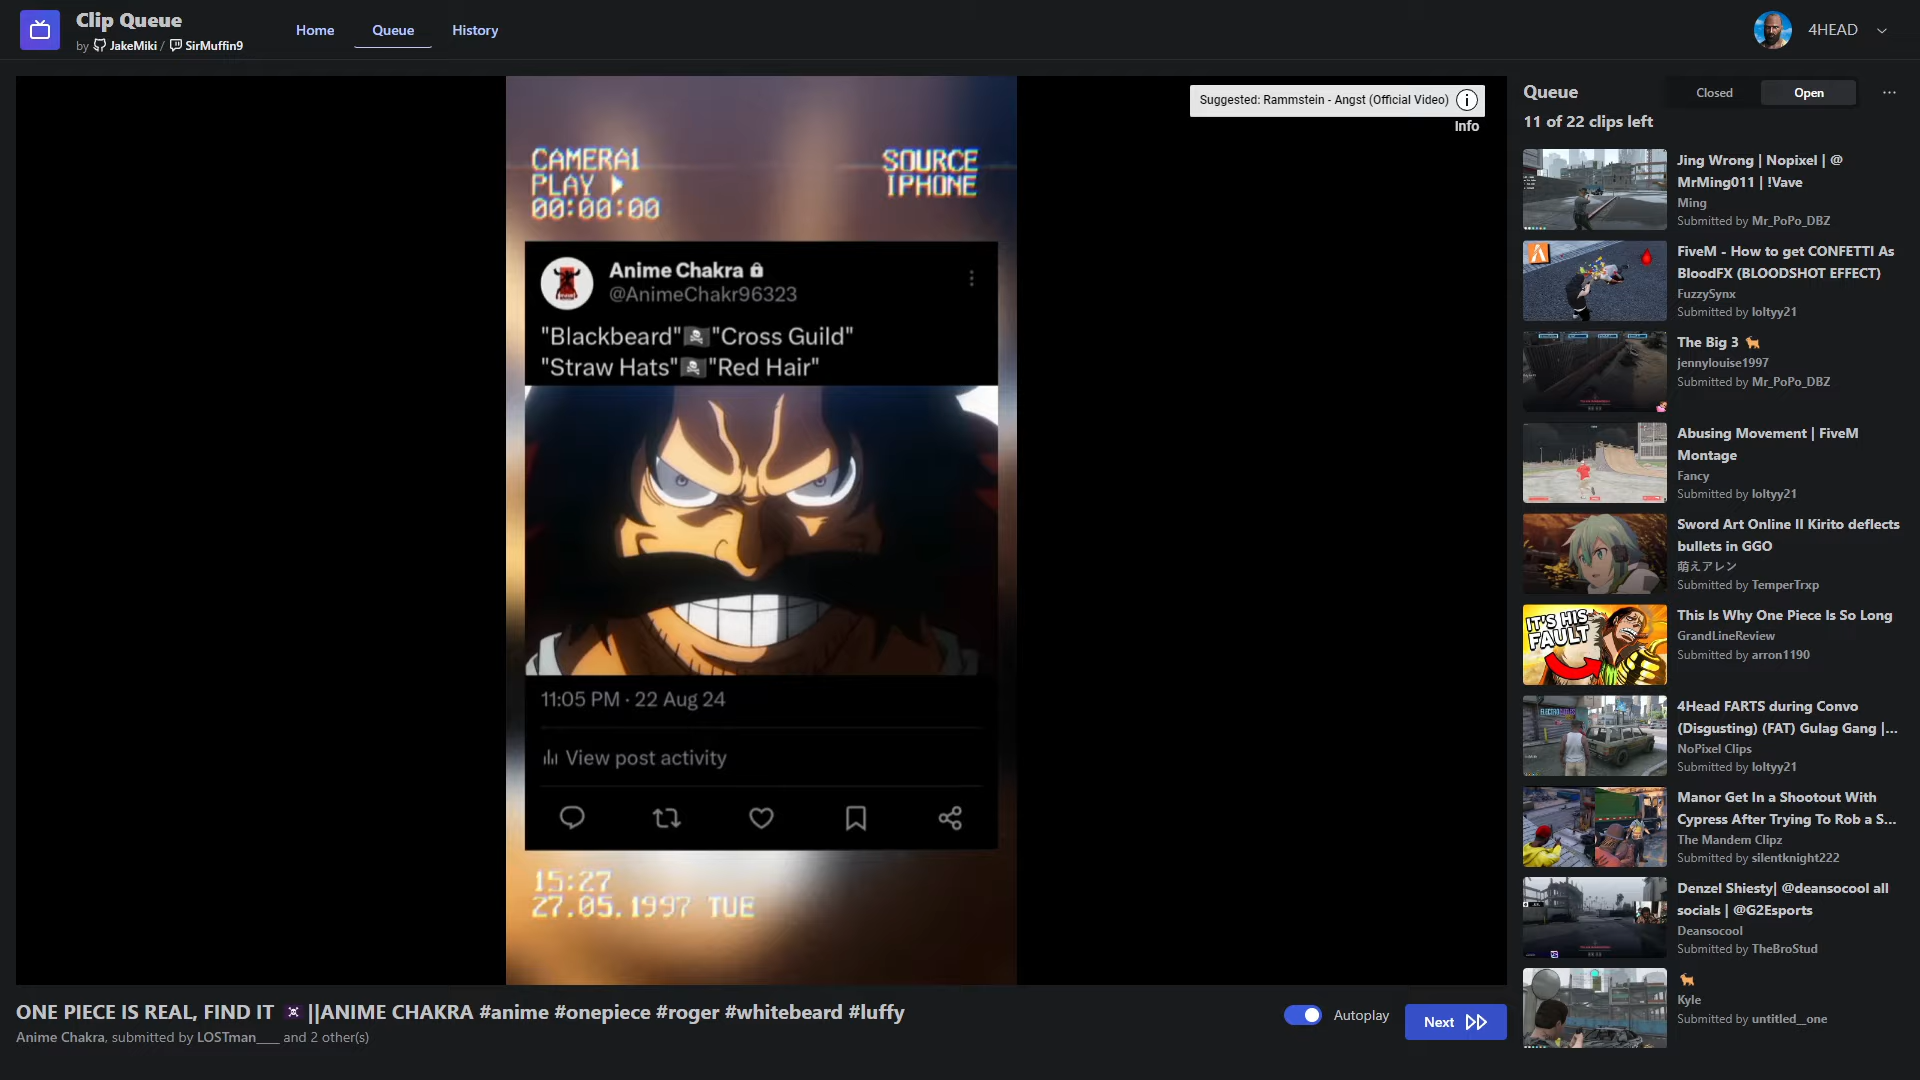 Clip Queue
by JakeMiki / SirMuffin9
Home
Queue
History
4HEAD
Suggested: Rammstein - Angst (Official Video)
Info
CAMERA1
PLAY
00:00:00
SOURCE
IPHONE
Anime Chakra
@AnimeChakr96323
"Blackbeard"🏴‍☠️"Cross Guild"
"Straw Hats"🏴‍☠️"Red Hair"
11:05 PM · 22 Aug 24
View post activity
15:27
27.05.1997 TUE
ONE PIECE IS REAL, FIND IT ☠️||ANIME CHAKRA #anime #onepiece #roger #whitebeard #luffy
Anime Chakra, submitted by LOSTman____ and 2 other(s)
Autoplay
Next
Queue
Closed
Open
11 of 22 clips left
Jing Wrong | Nopixel | @
MrMing011 | !Vave
Ming
Submitted by Mr_PoPo_DBZ
FiveM - How to get CONFETTI As
BloodFX (BLOODSHOT EFFECT)
FuzzySynx
Submitted by loltyy21
The Big 3 🐐
jennylouise1997
Submitted by Mr_PoPo_DBZ
Abusing Movement | FiveM
Montage
Fancy
Submitted by loltyy21
Sword Art Online II Kirito deflects
bullets in GGO
萌えアレン
Submitted by TemperTrxp
IT'S HIS
FAULT
This Is Why One Piece Is So Long
GrandLineReview
Submitted by arron1190
4Head FARTS during Convo
(Disgusting) (FAT) Gulag Gang |...
NoPixel Clips
Submitted by loltyy21
Manor Get In a Shootout With
Cypress After Trying To Rob a S...
The Mandem Clipz
Submitted by silentknight222
Denzel Shiesty| @deansocool all
socials | @G2Esports
Deansocool
Submitted by TheBroStud
🐐
Kyle
Submitted by untitled__one